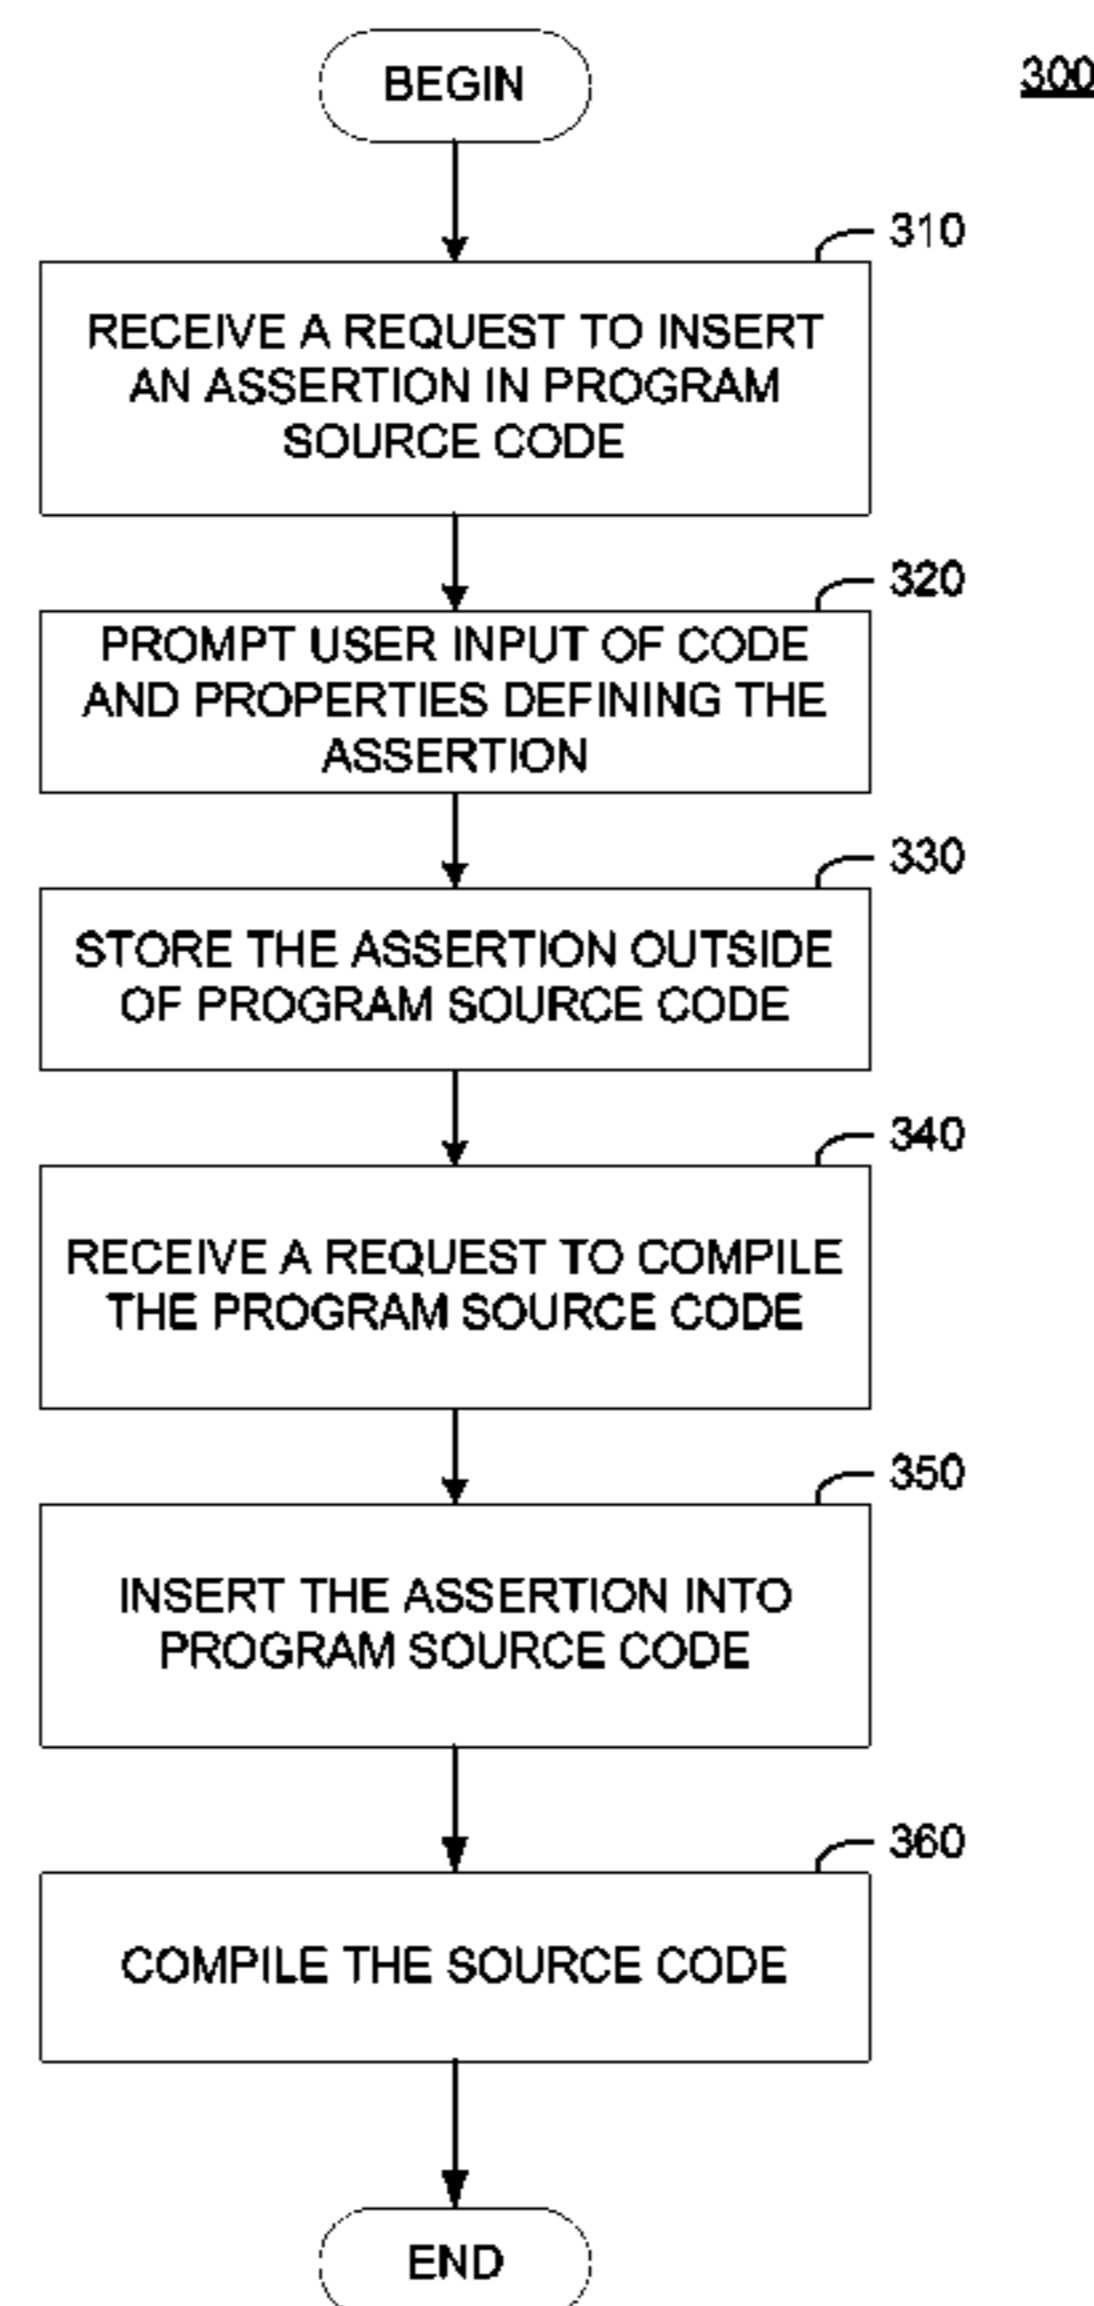 BEGIN
300
310
RECEIVE A REQUEST TO INSERT
AN ASSERTION IN PROGRAM
SOURCE CODE
320
PROMPT USER INPUT OF CODE
AND PROPERTIES DEFINING THE
ASSERTION
330
STORE THE ASSERTION OUTSIDE
OF PROGRAM SOURCE CODE
340
RECEIVE A REQUEST TO COMPILE
THE PROGRAM SOURCE CODE
350
INSERT THE ASSERTION INTO
PROGRAM SOURCE CODE
360
COMPILE THE SOURCE CODE
END